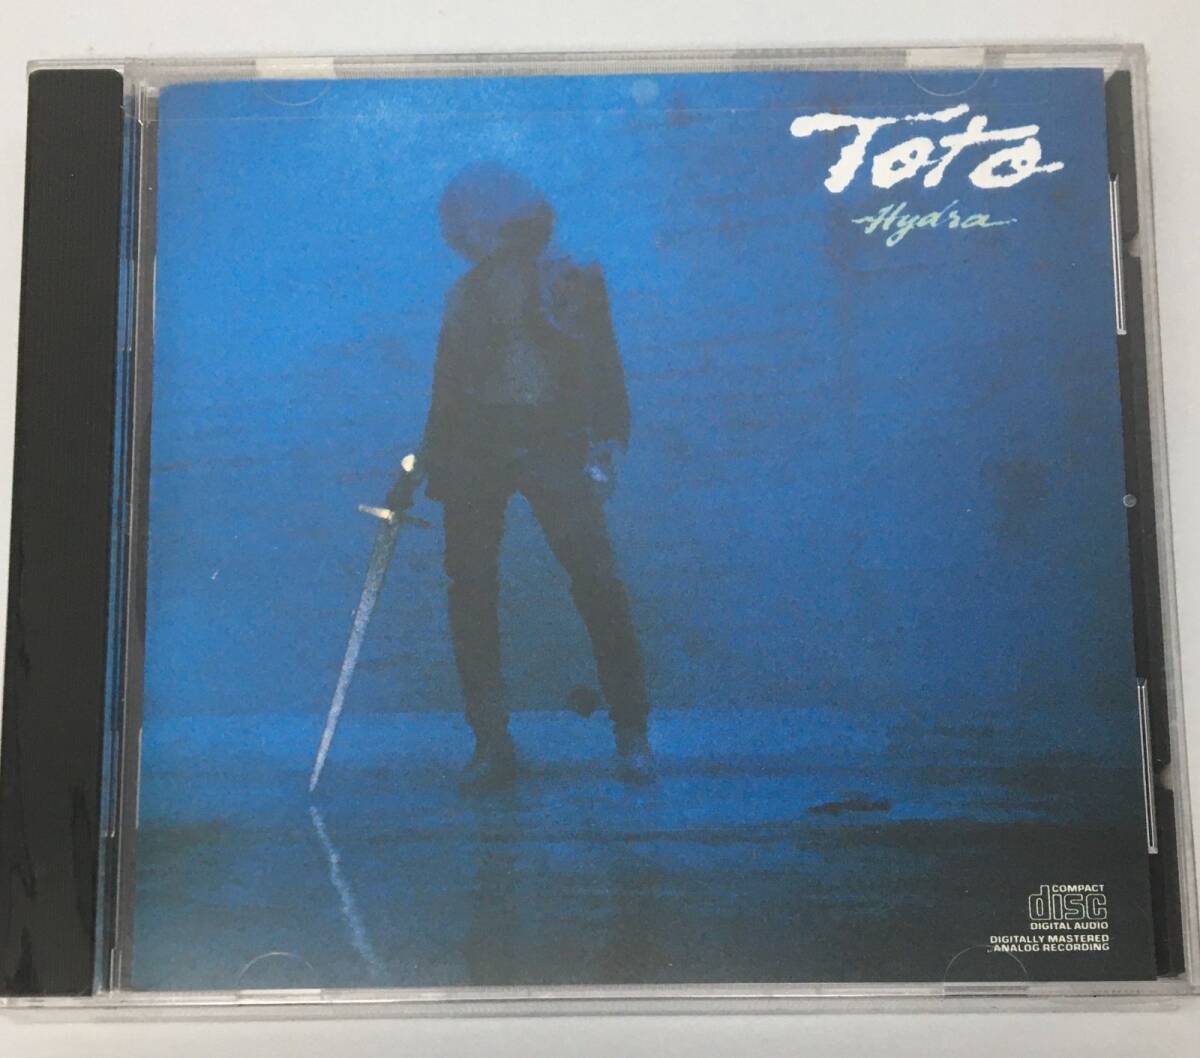 Toto
Hydra
COMPACT
disc
DIGITAL AUDIO
DIGITALLY MASTERED
ANALOG RECORDING